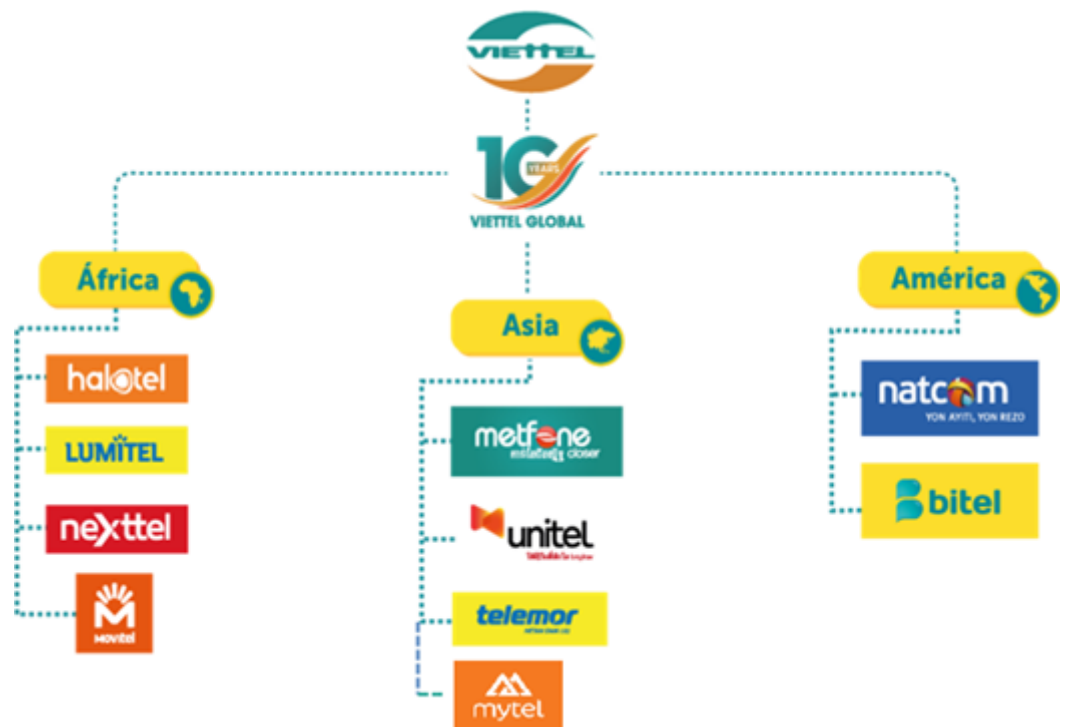 VIETTEL
10
YEARS
VIETTEL GLOBAL
África
América
Asia
halotel
natcom
YON AYITI, YON REZO
metfone
closer
LUMITEL
bitel
nexttel
unitel
telemor
MOVITEL
mytel